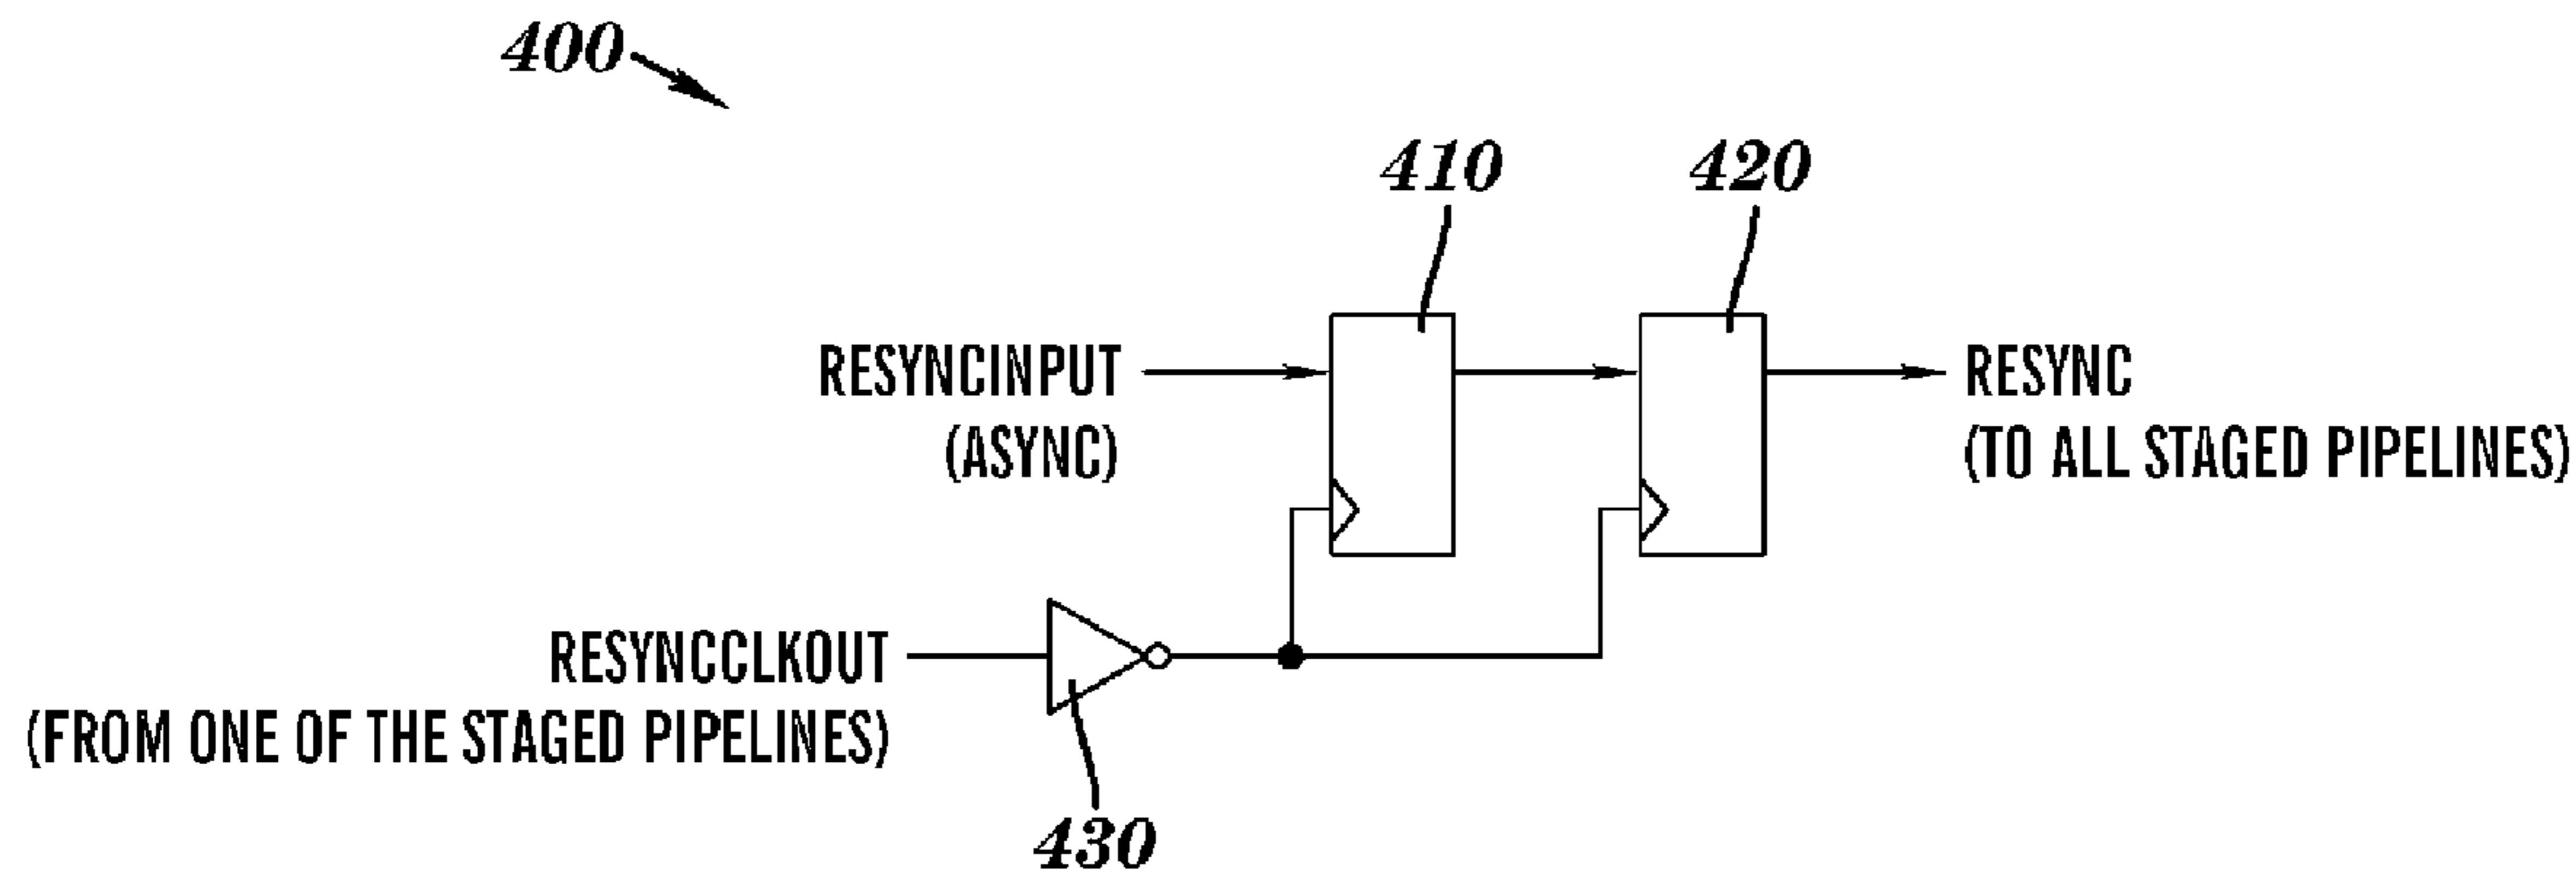 400
410
420
RESYNCINPUT
(ASYNC)
RESYNC
(TO ALL STAGED PIPELINES)
RESYNCCLKOUT
(FROM ONE OF THE STAGED PIPELINES)
430